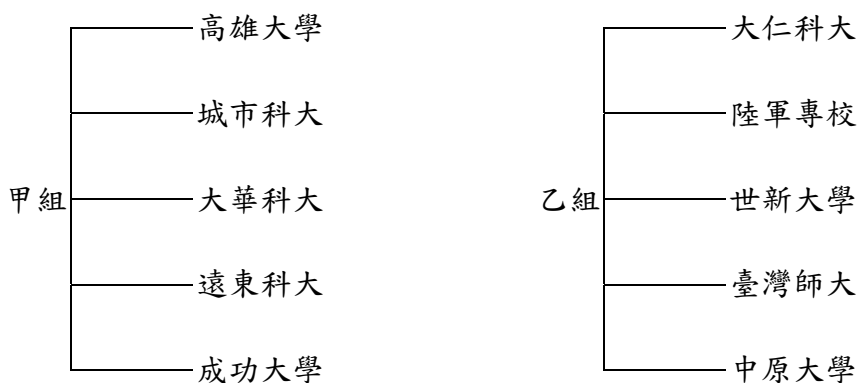 高雄大學
城市科大
甲組
大華科大
遠東科大
成功大學
大仁科大
陸軍專校
乙組
世新大學
臺灣師大
中原大學